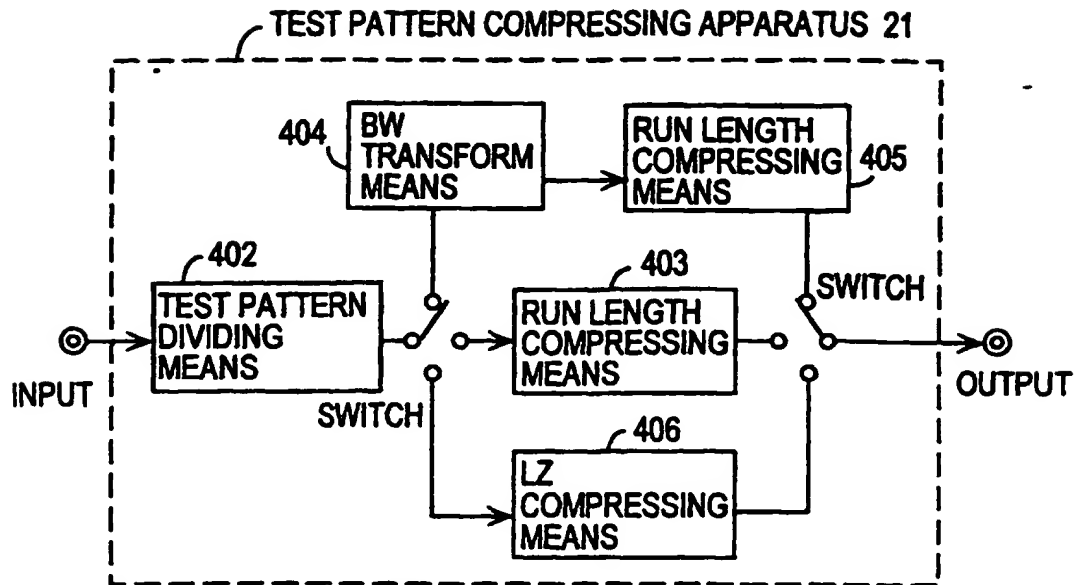 TEST PATTERN COMPRESSING APPARATUS 21
404
BW
TRANSFORM
MEANS
RUN LENGTH
COMPRESSING
MEANS
405
402
TEST PATTERN
DIVIDING
MEANS
403
RUN LENGTH
COMPRESSING
MEANS
SWITCH
INPUT
SWITCH
OUTPUT
406
LZ
COMPRESSING
MEANS